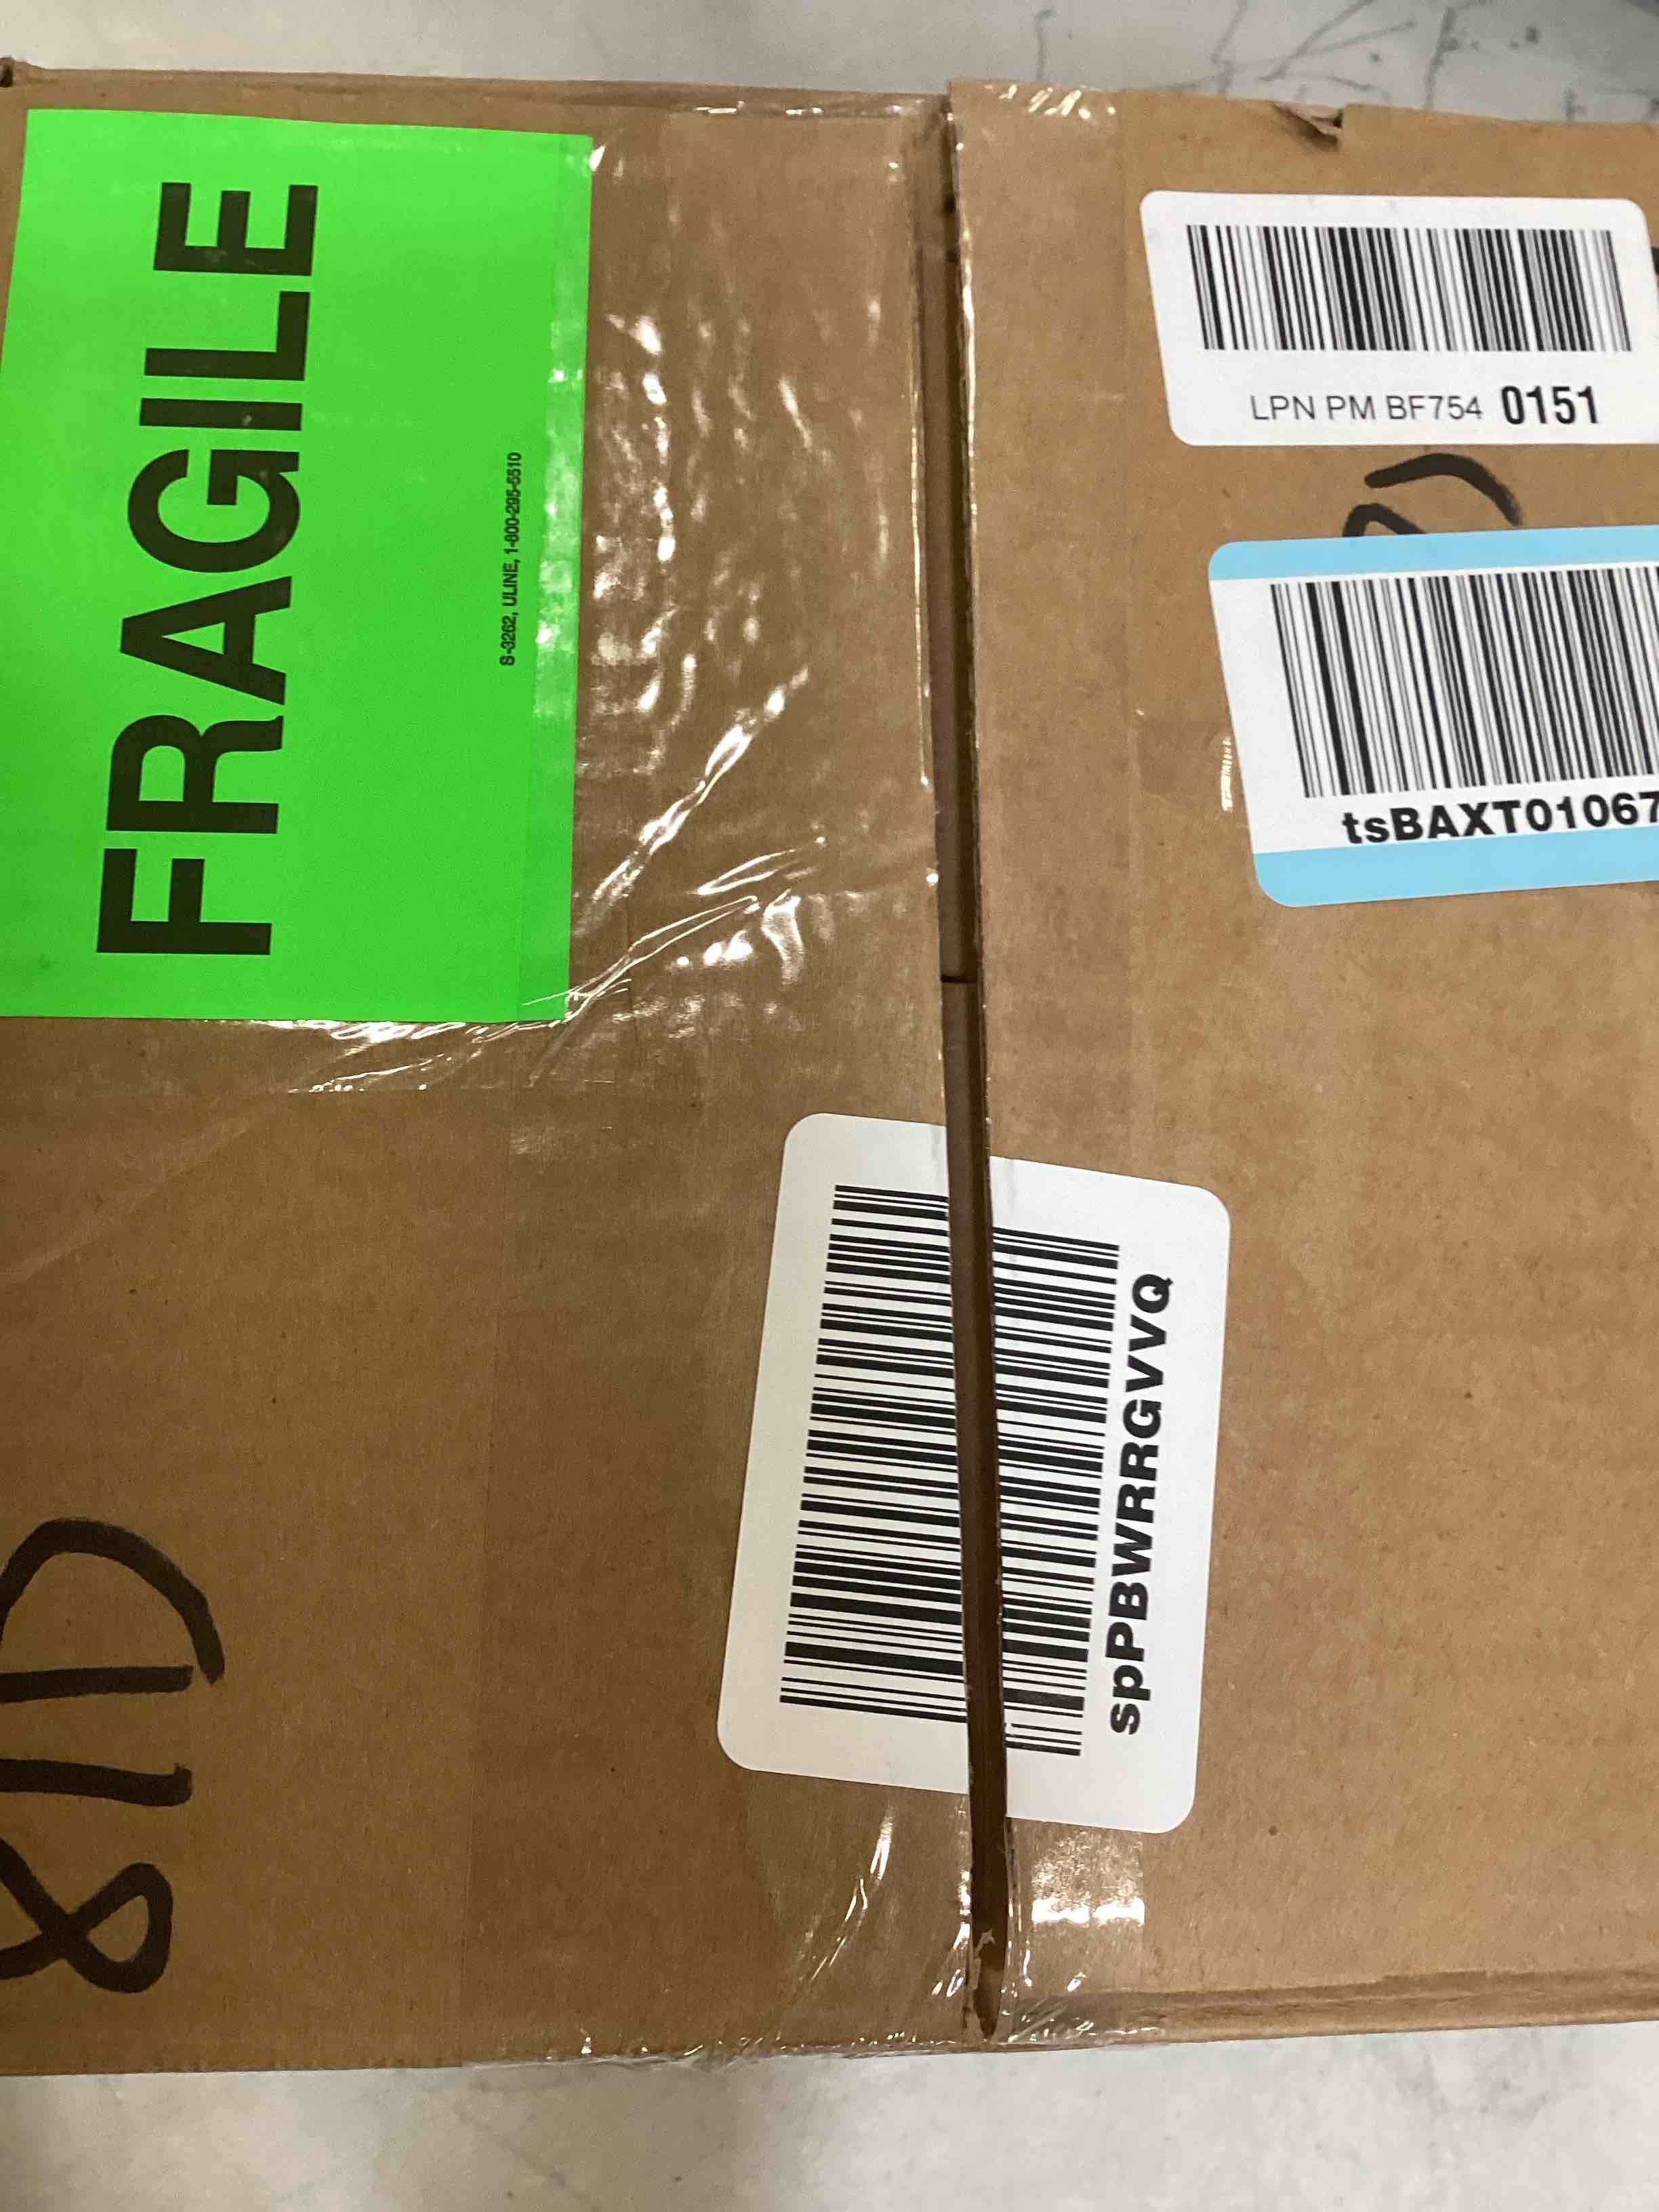 FRAGILE
S-3262, ULINE, 1-800-295-5510
LPN PM BF754 0151
tsBAXT01067
spPBWRRGVVQ